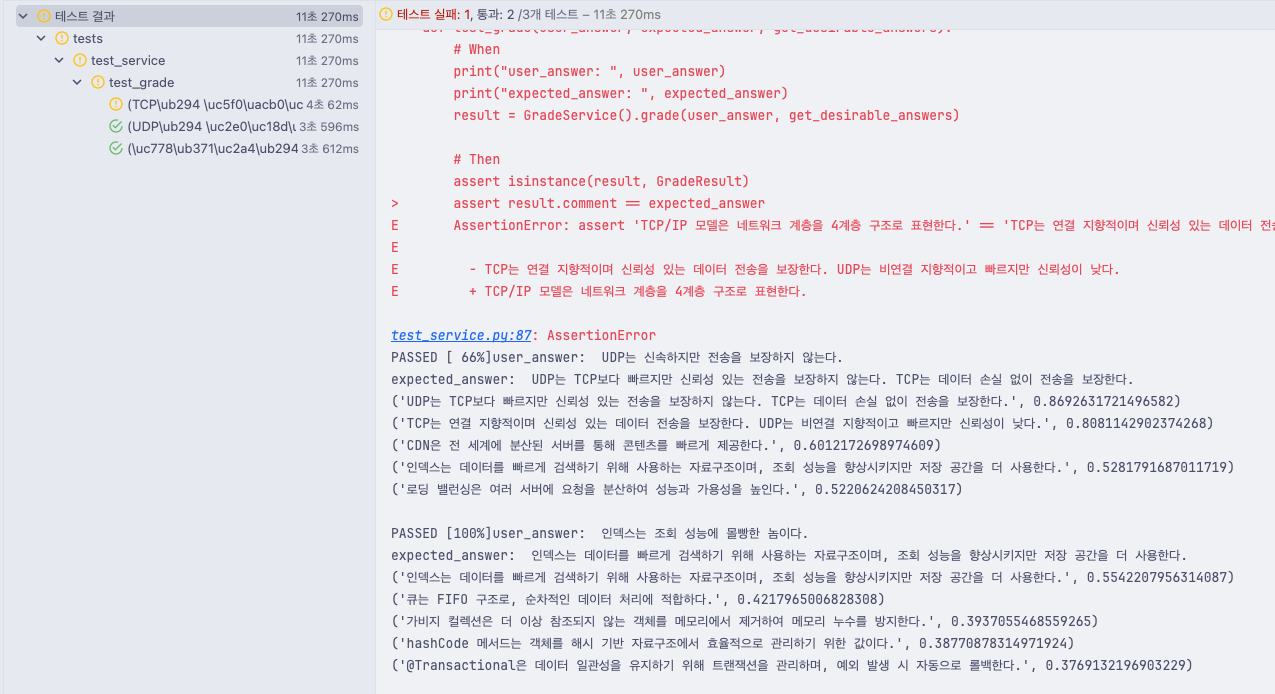 테스트 결과 11초 270ms
tests 11초 270ms
test_service 11초 270ms
test_grade 11초 270ms
(TCP\ub294 \uc5f0\uacb0\uc 4초 62ms
(UDP\ub294 \uc2e0\uc18d\u 3초 596ms
(\uc778\ub371\uc2a4\ub294 3초 612ms
테스트 실패: 1, 통과: 2 /3개 테스트 – 11초 270ms
def test_grade(user_answer, expected_answer, get_desirable_answers):
# When
print("user_answer: ", user_answer)
print("expected_answer: ", expected_answer)
result = GradeService().grade(user_answer, get_desirable_answers)
# Then
assert isinstance(result, GradeResult)
> assert result.comment == expected_answer
E AssertionError: assert 'TCP/IP 모델은 네트워크 계층을 4계층 구조로 표현한다.' == 'TCP는 연결 지향적이며 신뢰성 있는 데이터 전송
E
E - TCP는 연결 지향적이며 신뢰성 있는 데이터 전송을 보장한다. UDP는 비연결 지향적이고 빠르지만 신뢰성이 낮다.
E + TCP/IP 모델은 네트워크 계층을 4계층 구조로 표현한다.
test_service.py:87: AssertionError
PASSED [ 66%]user_answer:  UDP는 신속하지만 전송을 보장하지 않는다.
expected_answer:  UDP는 TCP보다 빠르지만 신뢰성 있는 전송을 보장하지 않는다. TCP는 데이터 손실 없이 전송을 보장한다.
('UDP는 TCP보다 빠르지만 신뢰성 있는 전송을 보장하지 않는다. TCP는 데이터 손실 없이 전송을 보장한다.', 0.8692631721496582)
('TCP는 연결 지향적이며 신뢰성 있는 데이터 전송을 보장한다. UDP는 비연결 지향적이고 빠르지만 신뢰성이 낮다.', 0.8081142902374268)
('CDN은 전 세계에 분산된 서버를 통해 콘텐츠를 빠르게 제공한다.', 0.6012172698974609)
('인덱스는 데이터를 빠르게 검색하기 위해 사용하는 자료구조이며, 조회 성능을 향상시키지만 저장 공간을 더 사용한다.', 0.5281791687011719)
('로딩 밸런싱은 여러 서버에 요청을 분산하여 성능과 가용성을 높인다.', 0.5220624208450317)
PASSED [100%]user_answer:  인덱스는 조회 성능에 몰빵한 놈이다.
expected_answer:  인덱스는 데이터를 빠르게 검색하기 위해 사용하는 자료구조이며, 조회 성능을 향상시키지만 저장 공간을 더 사용한다.
('인덱스는 데이터를 빠르게 검색하기 위해 사용하는 자료구조이며, 조회 성능을 향상시키지만 저장 공간을 더 사용한다.', 0.5542207956314087)
('큐는 FIFO 구조로, 순차적인 데이터 처리에 적합하다.', 0.4217965006828308)
('가비지 컬렉션은 더 이상 참조되지 않는 객체를 메모리에서 제거하여 메모리 누수를 방지한다.', 0.3937055468559265)
('hashCode 메서드는 객체를 해시 기반 자료구조에서 효율적으로 관리하기 위한 값이다.', 0.38770878314971924)
('@Transactional은 데이터 일관성을 유지하기 위해 트랜잭션을 관리하며, 예외 발생 시 자동으로 롤백한다.', 0.3769132196903229)